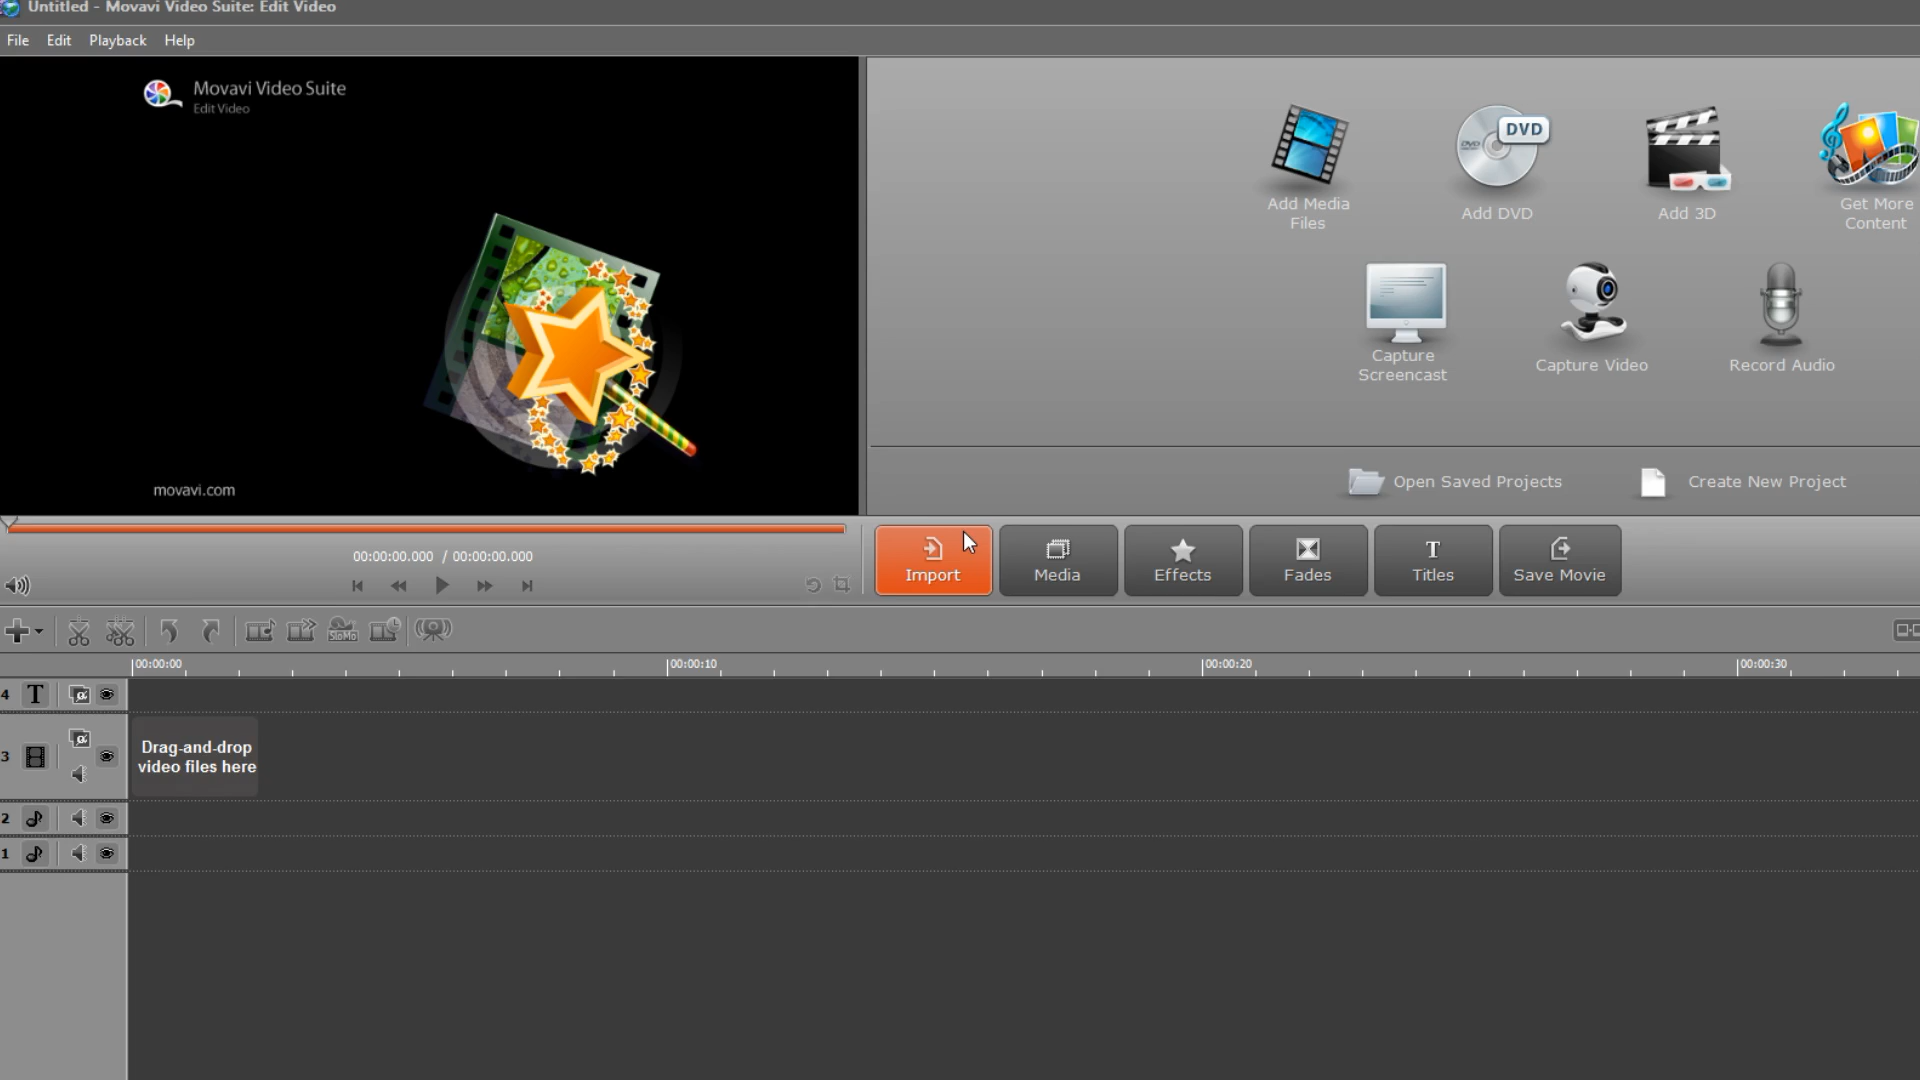 Untitled - Movavi Video Suite: Edit Video
File Edit Playback Help
Movavi Video Suite
Edit Video
movavi.com
DVD
Add Media
Files
Add DVD
Add 3D
Get More
Content
Capture
Screencast
Capture Video
Record Audio
Open Saved Projects
Create New Project
00:00:00.000 / 00:00:00.000
Import
Media
Effects
Fades
T
Titles
Save Movie
SloMo
00:00:00
00:00:10
00:00:20
00:00:30
4 T
3
Drag-and-drop
video files here
2
1